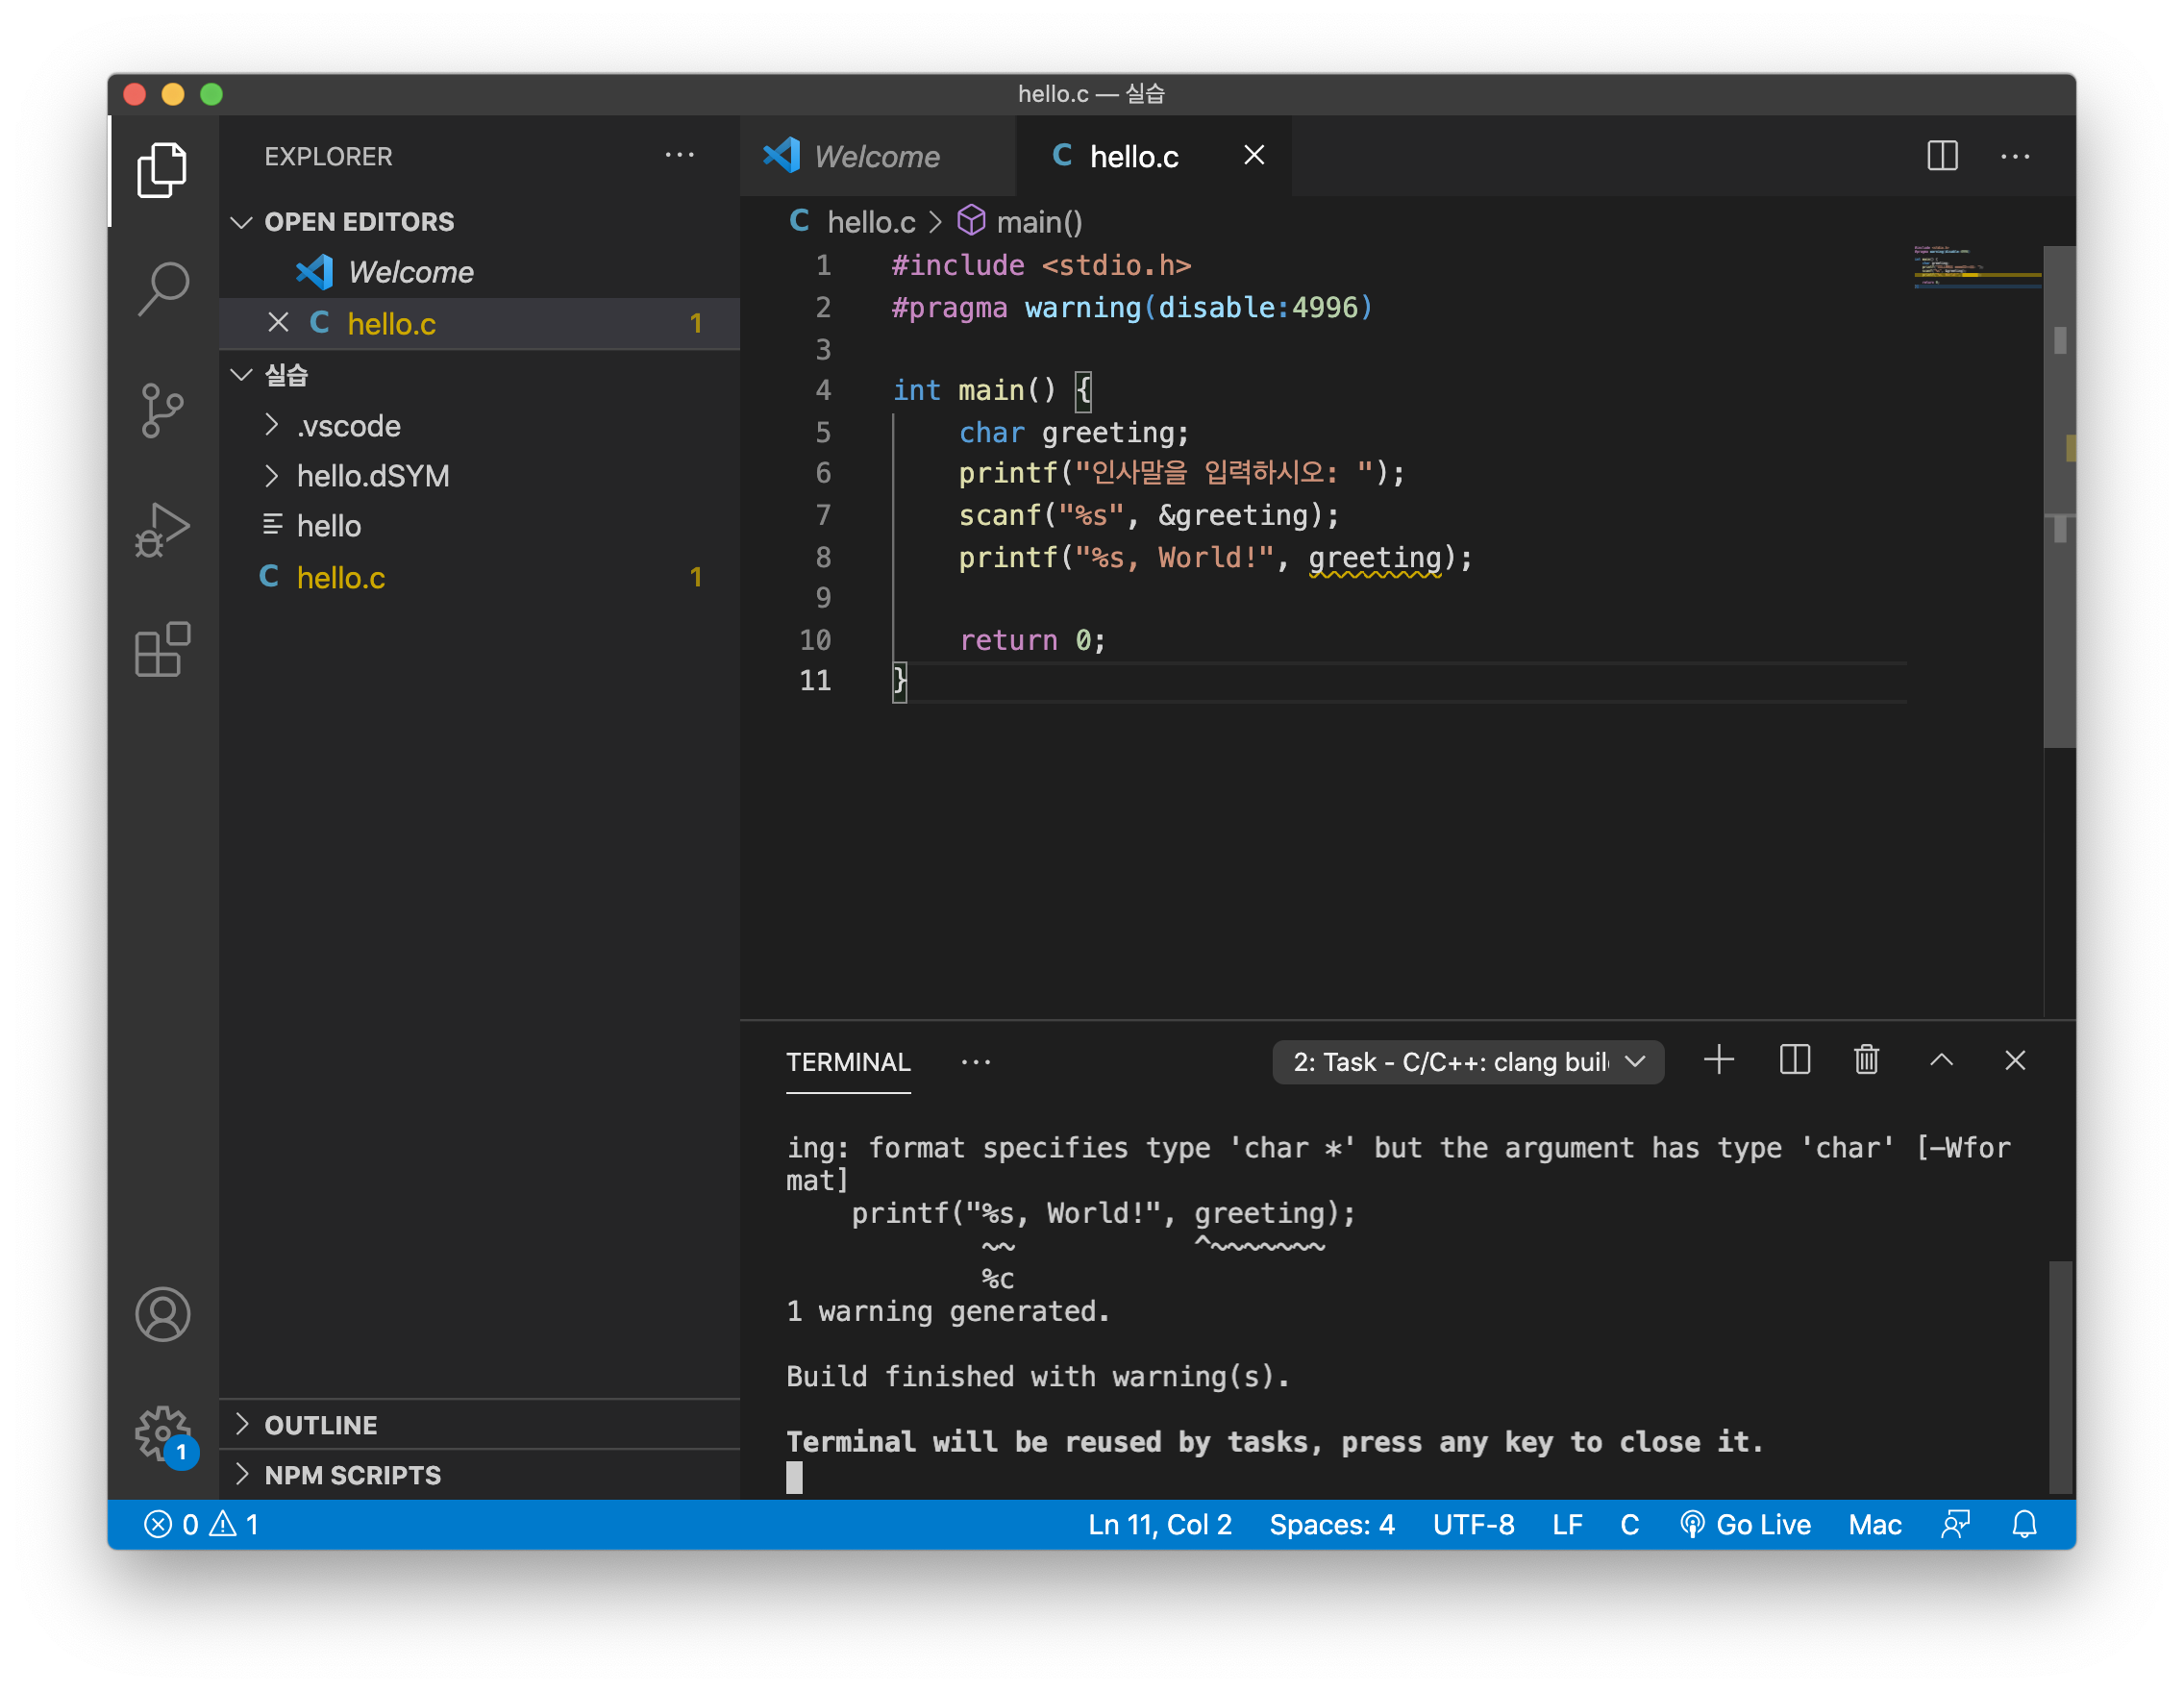 hello.c — 실습
EXPLORER
OPEN EDITORS
Welcome
hello.c 1
실습
.vscode
hello.dSYM
hello
hello.c 1
OUTLINE
NPM SCRIPTS
Welcome
hello.c
hello.c > main()
1 #include <stdio.h>
2 #pragma warning(disable:4996)
3
4 int main() {
5 char greeting;
6 printf("인사말을 입력하시오: ");
7 scanf("%s", &greeting);
8 printf("%s, World!", greeting);
9
10 return 0;
11 }
TERMINAL
2: Task - C/C++: clang buil
ing: format specifies type 'char *' but the argument has type 'char' [-Wfor
mat]
printf("%s, World!", greeting);
~~ ^~~~~~~~
%c
1 warning generated.
Build finished with warning(s).
Terminal will be reused by tasks, press any key to close it.
1
0 1
Ln 11, Col 2 Spaces: 4 UTF-8 LF C Go Live Mac